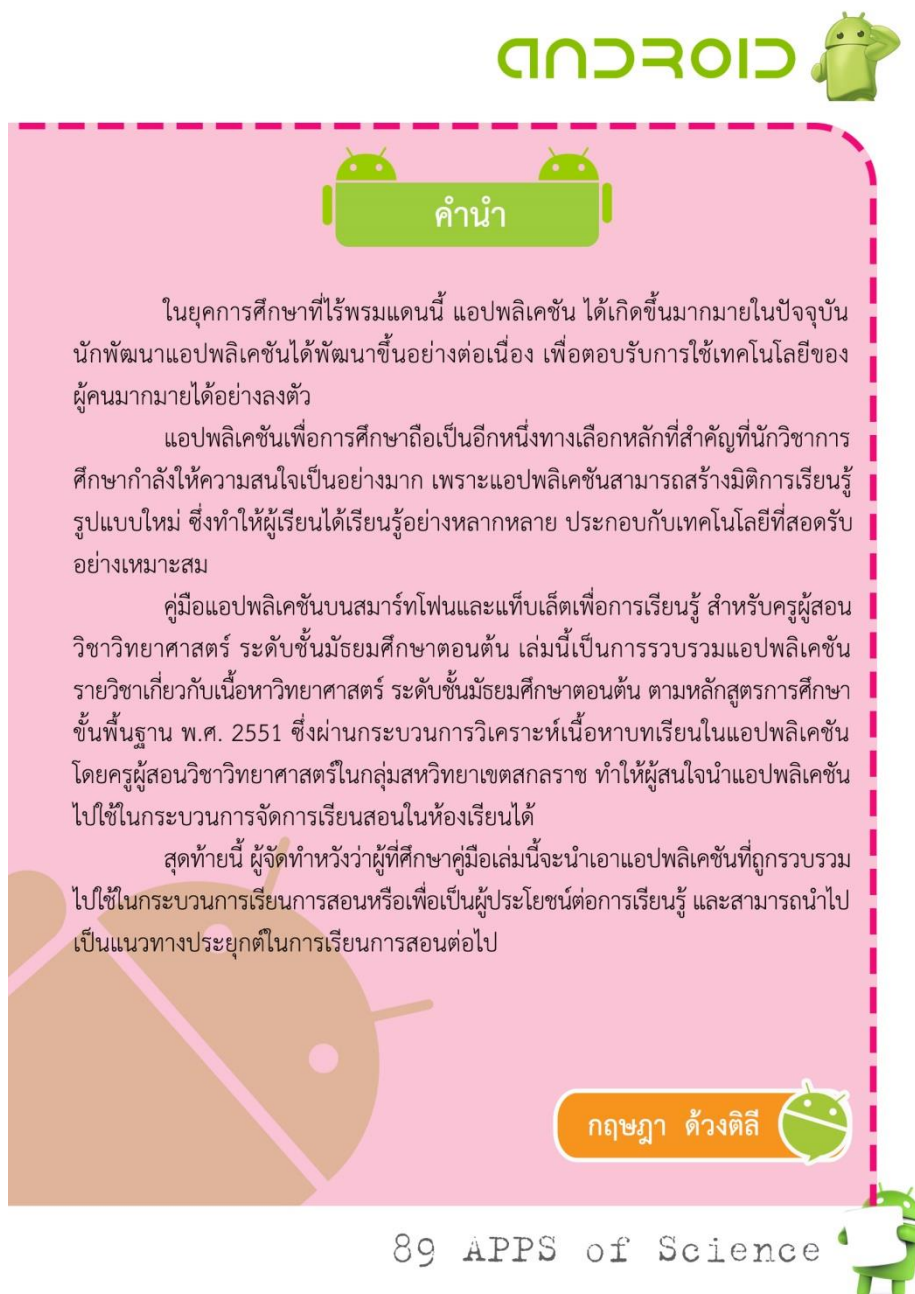 ANDROID
คำนำ
ในยุคการศึกษาที่ไร้พรมแดนนี้ แอปพลิเคชัน ได้เกิดขึ้นมากมายในปัจจุบัน
นักพัฒนาแอปพลิเคชันได้พัฒนาขึ้นอย่างต่อเนื่อง เพื่อตอบรับการใช้เทคโนโลยีของ
ผู้คนมากมายได้อย่างลงตัว
แอปพลิเคชันเพื่อการศึกษาถือเป็นอีกหนึ่งทางเลือกหลักที่สำคัญที่นักวิชาการ
ศึกษากำลังให้ความสนใจเป็นอย่างมาก เพราะแอปพลิเคชันสามารถสร้างมิติการเรียนรู้
รูปแบบใหม่ ซึ่งทำให้ผู้เรียนได้เรียนรู้อย่างหลากหลาย ประกอบกับเทคโนโลยีที่สอดรับ
อย่างเหมาะสม
คู่มือแอปพลิเคชันบนสมาร์ทโฟนและแท็บเล็ตเพื่อการเรียนรู้ สำหรับครูผู้สอน
วิชาวิทยาศาสตร์ ระดับชั้นมัธยมศึกษาตอนต้น เล่มนี้เป็นการรวบรวมแอปพลิเคชัน
รายวิชาเกี่ยวกับเนื้อหาวิทยาศาสตร์ ระดับชั้นมัธยมศึกษาตอนต้น ตามหลักสูตรการศึกษา
ขั้นพื้นฐาน พ.ศ. 2551 ซึ่งผ่านกระบวนการวิเคราะห์เนื้อหาบทเรียนในแอปพลิเคชัน
โดยครูผู้สอนวิชาวิทยาศาสตร์ในกลุ่มสหวิทยาเขตสกลราช ทำให้ผู้สนใจนำแอปพลิเคชัน
ไปใช้ในกระบวนการจัดการเรียนสอนในห้องเรียนได้
สุดท้ายนี้ ผู้จัดทำหวังว่าผู้ที่ศึกษาคู่มือเล่มนี้จะนำเอาแอปพลิเคชันที่ถูกรวบรวม
ไปใช้ในกระบวนการเรียนการสอนหรือเพื่อเป็นผู้ประโยชน์ต่อการเรียนรู้ และสามารถนำไป
เป็นแนวทางประยุกต์ในการเรียนการสอนต่อไป
กฤษฎา ด้วงติลี
89 APPS of Science